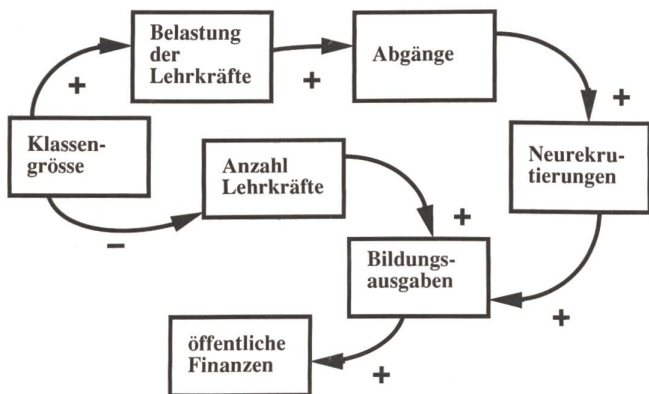 Belastung
der
Lehrkräfte
+
+
Abgänge
+
Klassen-
grösse
–
Anzahl
Lehrkräfte
+
Neurekru-
tierungen
+
Bildungs-
ausgaben
+
öffentliche
Finanzen